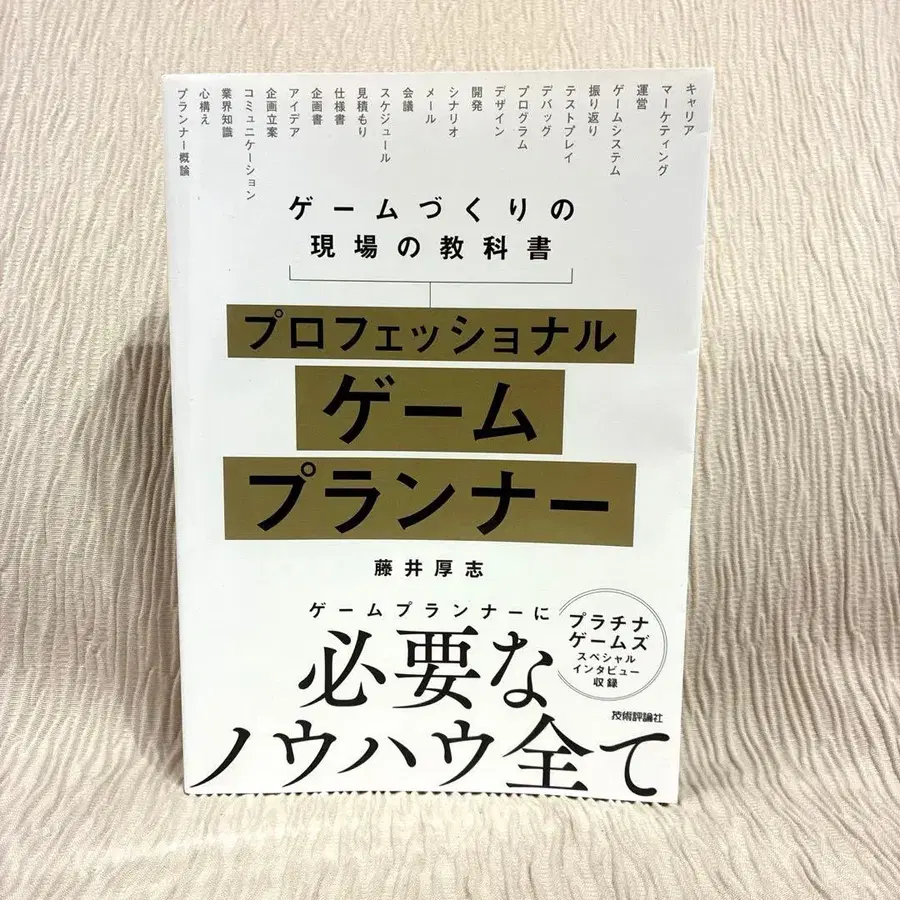 キャリア
マーケティング
運営
ゲームシステム
振り返り
テストプレイ
デバッグ
プログラム
デザイン
開発
シナリオ
メール
会議
スケジュール
見積もり
仕様書
企画書
アイデア
企画立案
コミュニケーション
業界知識
心構え
プランナー概論
ゲームづくりの
現場の教科書
プロフェッショナル
ゲーム
プランナー
藤井厚志
ゲームプランナーに
必要な
ノウハウ全て
プラチナ
ゲームズ
スペシャル
インタビュー
収録
技術評論社